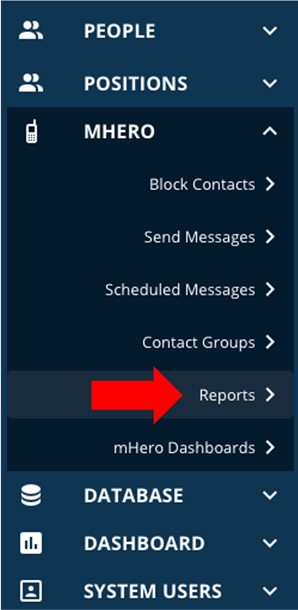 PEOPLE
POSITIONS
MHERO
Block Contacts
Send Messages
Scheduled Messages
Contact Groups
Reports
mHero Dashboards
DATABASE
DASHBOARD
SYSTEM USERS